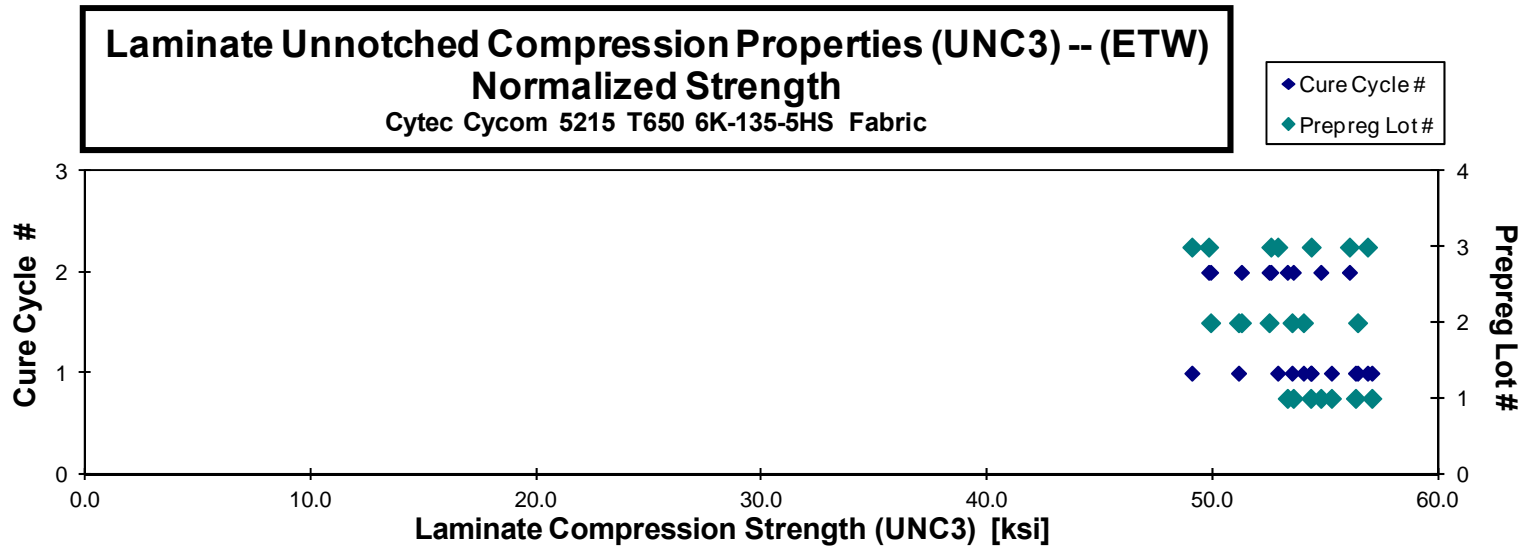 Laminate Unnotched Compression Properties (UNC3) -- (ETW)
Normalized Strength
Cytec Cycom 5215 T650 6K-135-5HS Fabric
Cure Cycle #
Prepreg Lot #
3
2
1
0
Cure Cycle #
4
3
2
1
0
Prepreg Lot #
0.0 10.0 20.0 30.0 40.0 50.0 60.0
Laminate Compression Strength (UNC3) [ksi]